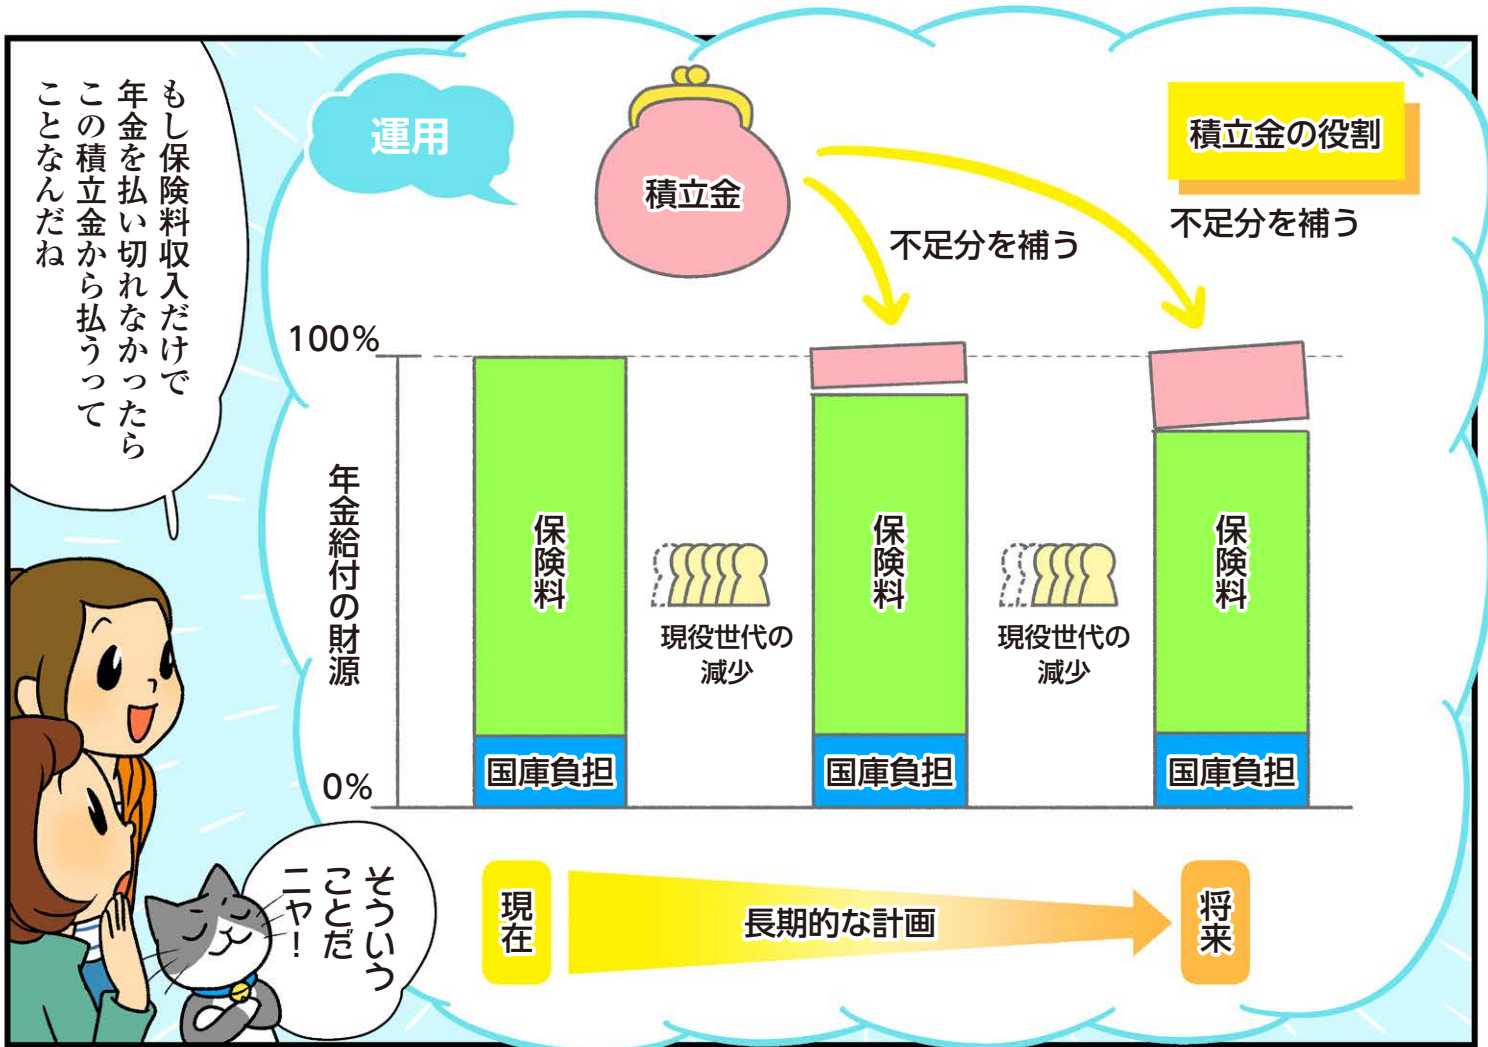 もし保険料収入だけで
年金を払い切れなかったら
この積立金から払うって
ことなんだね
運用
積立金
積立金の役割
不足分を補う
不足分を補う
100%
年金給付の財源
0%
保険料
国庫負担
現役世代の
減少
保険料
国庫負担
現役世代の
減少
保険料
国庫負担
現在
長期的な計画
将来
そういう
ことだ
ニャ！